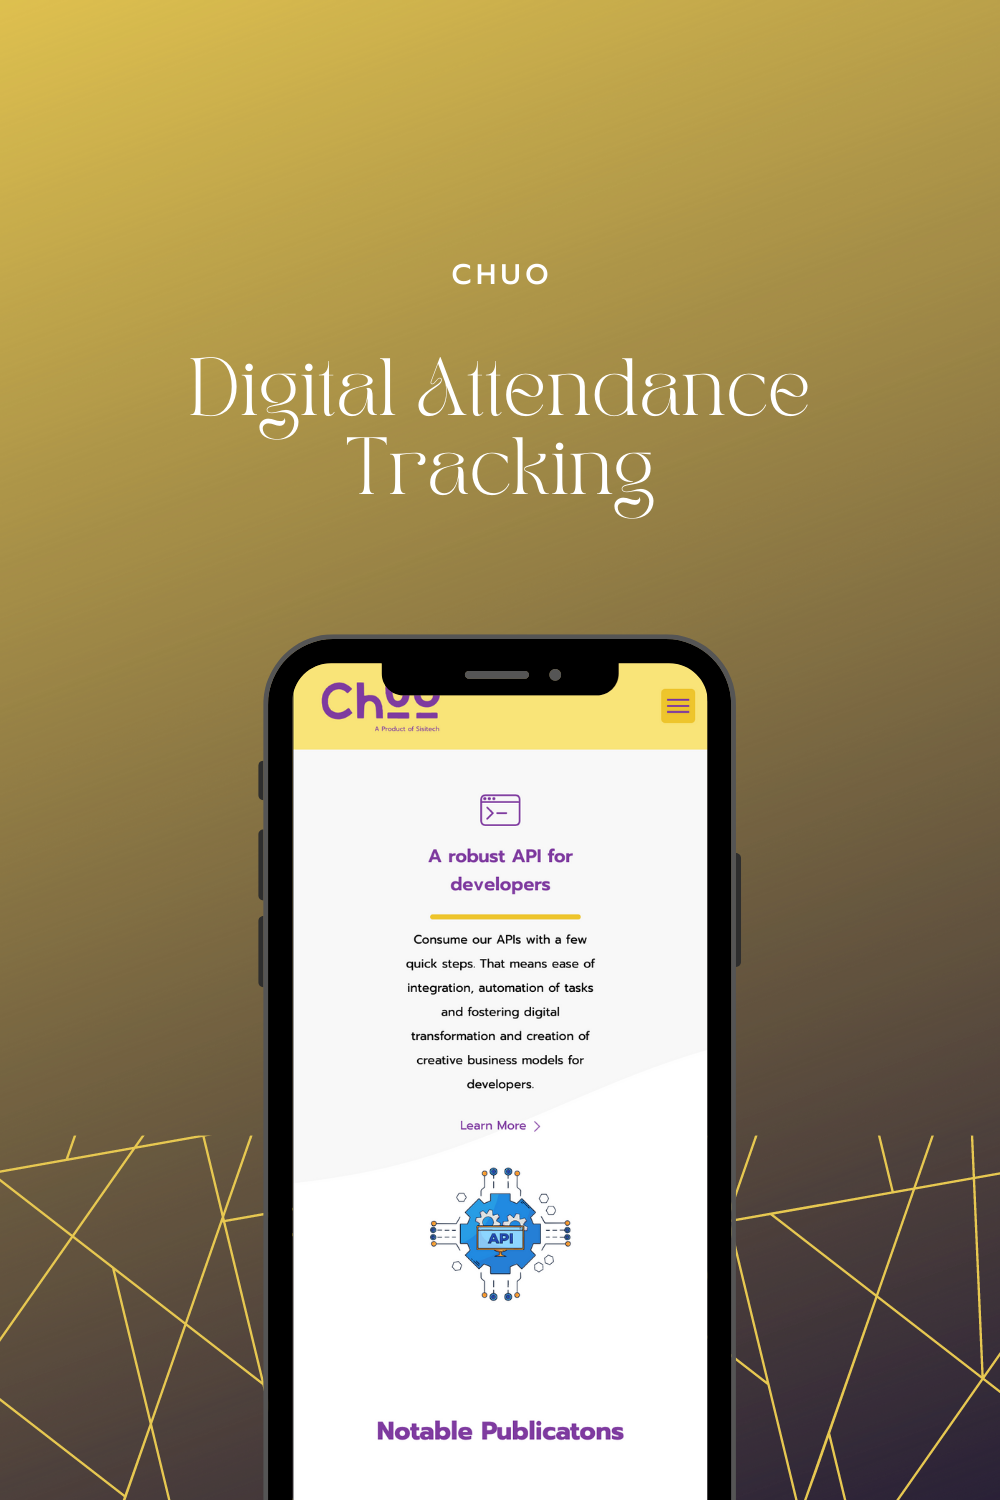 CHUO
Digital Attendance
Tracking
Chuo
A Product of Sisitech
A robust API for
developers
Consume our APIs with a few
quick steps. That means ease of
integration, automation of tasks
and fostering digital
transformation and creation of
creative business models for
developers.
Learn More
API
Notable Publicatons